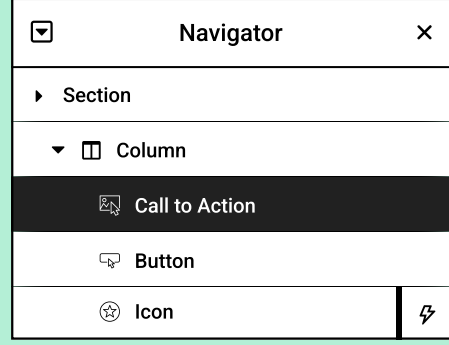 Navigator
Section
Column
Call to Action
Button
Icon